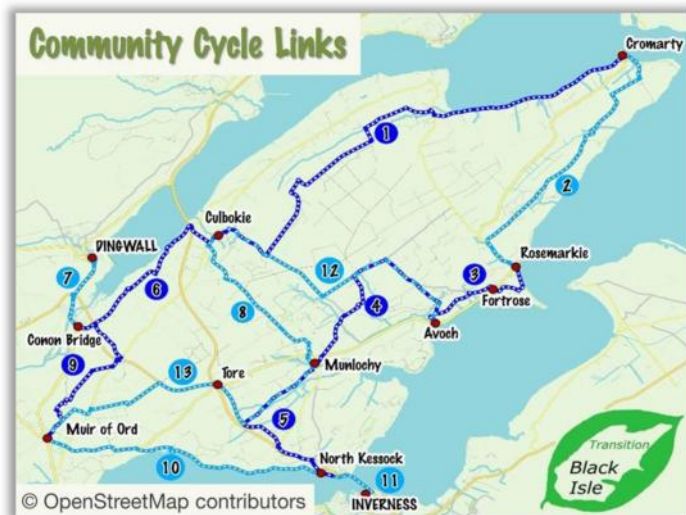 Community Cycle Links
Cromarty
1
2
Culbokie
DINGWALL
Rosemarkie
12
3
7
6
Fortrose
4
8
Avoch
Conon Bridge
Munlochy
9
13
Tore
5
Muir of Ord
North Kessock
10
11
INVERNESS
Transition
Black
Isle
© OpenStreetMap contributors